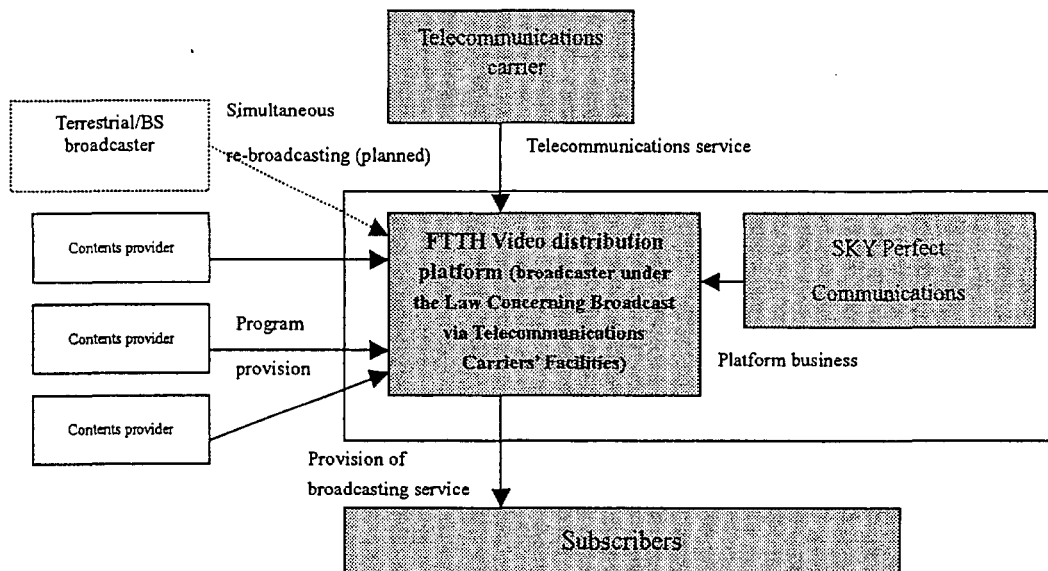 Telecommunications
carrier
Terrestrial/BS
broadcaster
Simultaneous
re-broadcasting (planned)
Telecommunications service
Contents provider
Contents provider
Contents provider
Program
provision
FTTH Video distribution
platform (broadcaster under
the Law Concerning Broadcast
via Telecommunications
Carriers' Facilities)
SKY Perfect
Communications
Platform business
Provision of
broadcasting service
Subscribers